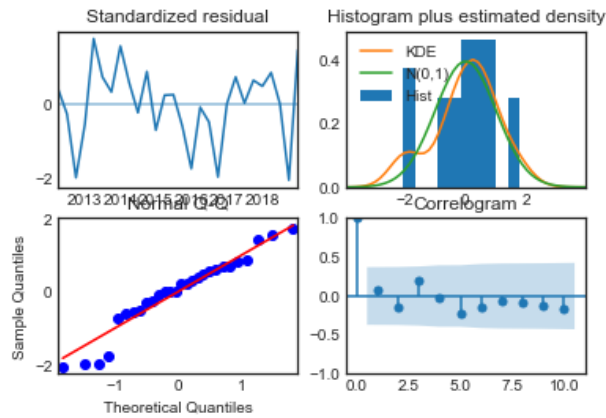 Standardized residual
0
−2
2013 2014 2015 2016 2017 2018
Histogram plus estimated density
KDE
N(0,1)
Hist
0.4
0.2
0.0
−2 0 2
Normal Q-Q
Sample Quantiles
2
0
−2
−1 0 1
Theoretical Quantiles
Correlogram
1.0
0.5
0.0
−0.5
−1.0
0.0 2.5 5.0 7.5 10.0